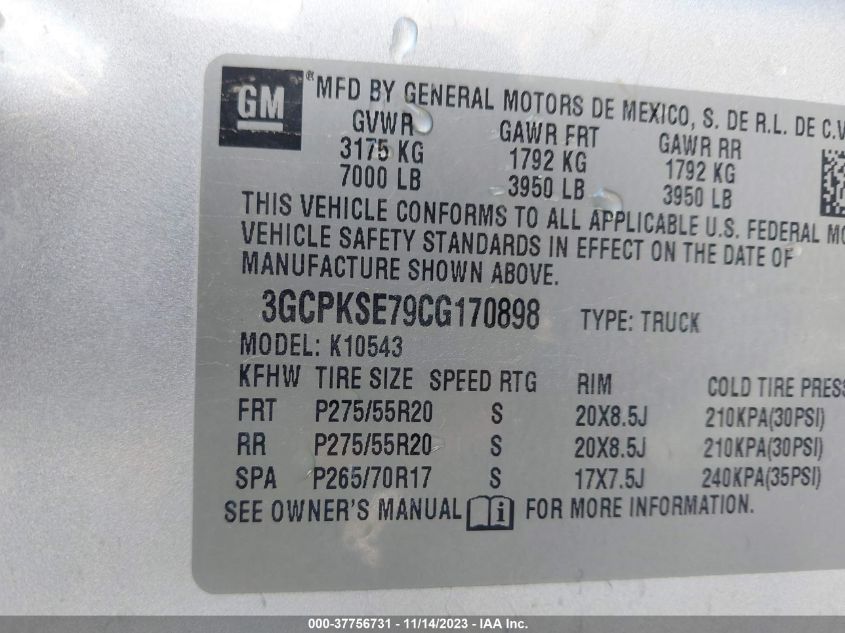 GM ® MFD BY GENERAL MOTORS DE MEXICO, S. DE R.L. DE C.V
GVWR GAWR FRT GAWR RR
3175 KG 1792 KG 1792 KG
7000 LB 3950 LB 3950 LB
THIS VEHICLE CONFORMS TO ALL APPLICABLE U.S. FEDERAL MO
VEHICLE SAFETY STANDARDS IN EFFECT ON THE DATE OF
MANUFACTURE SHOWN ABOVE.
3GCPKSE79CG170898 TYPE: TRUCK
MODEL: K10543
KFHW TIRE SIZE SPEED RTG RIM COLD TIRE PRESS
FRT P275/55R20 S 20X8.5J 210KPA(30PSI)
RR P275/55R20 S 20X8.5J 210KPA(30PSI)
SPA P265/70R17 S 17X7.5J 240KPA(35PSI)
SEE OWNER'S MANUAL i FOR MORE INFORMATION.
000-37756731 - 11/14/2023 - IAA Inc.